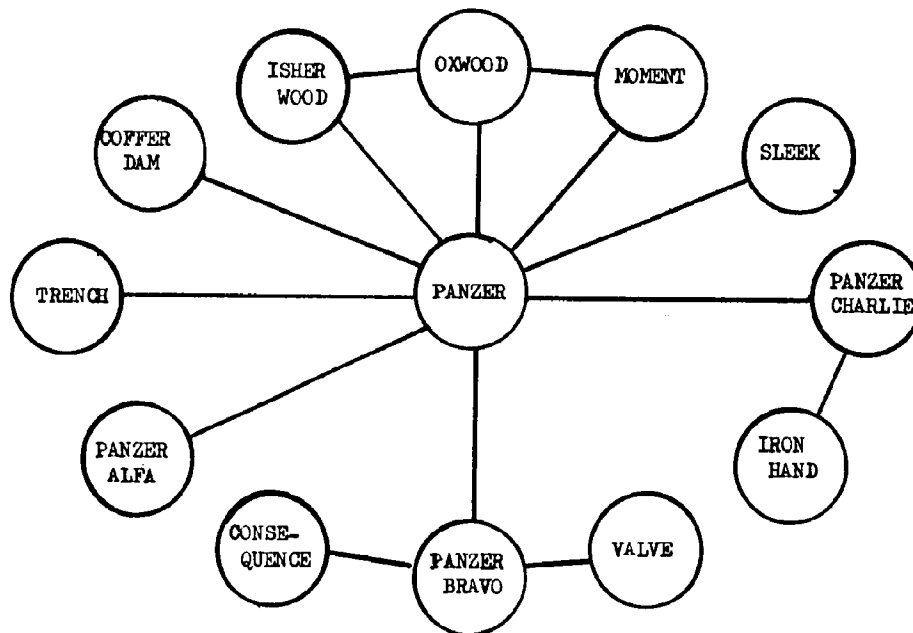 ISHER
WOOD
OXWOOD
MOMENT
COFFER
DAM
SLEEK
TRENCH
PANZER
PANZER
CHARLIE
PANZER
ALFA
IRON
HAND
CONSE-
QUENCE
PANZER
BRAVO
VALVE